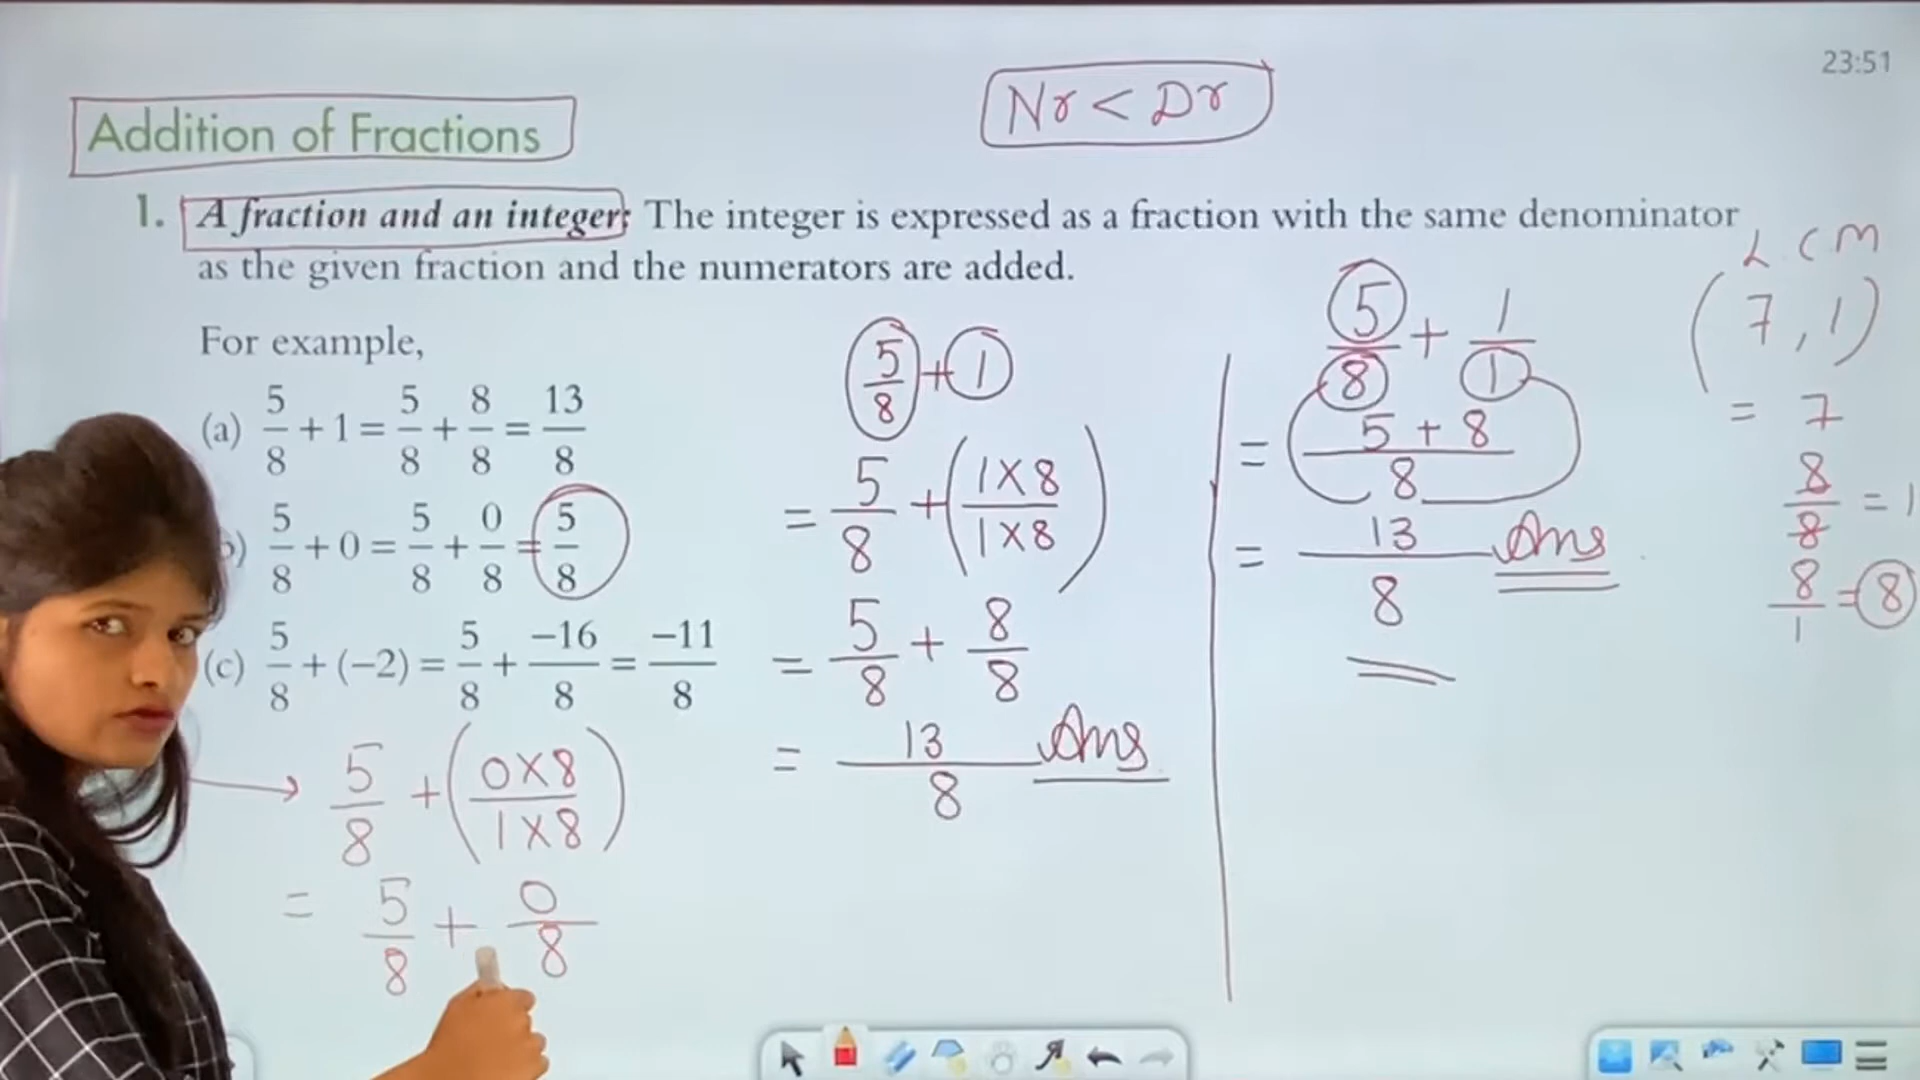 23:51
Nr < Dr
Addition of Fractions
1. A fraction and an integer: The integer is expressed as a fraction with the same denominator
as the given fraction and the numerators are added.
For example,
(a) 5/8 + 1 = 5/8 + 8/8 = 13/8
b) 5/8 + 0 = 5/8 + 0/8 = 5/8
(c) 5/8 + (−2) = 5/8 + −16/8 = −11/8
5/8 + (0 X 8 / 1 X 8)
= 5/8 + 0/8
5/8 + 1
= 5/8 + (1 X 8 / 1 X 8)
= 5/8 + 8/8
= 13/8 Ans
5/8 + 1/1
= 5 + 8 / 8
= 13/8 Ans
L.CM
(7, 1)
= 7
8/8 = 1
8/1 = 8